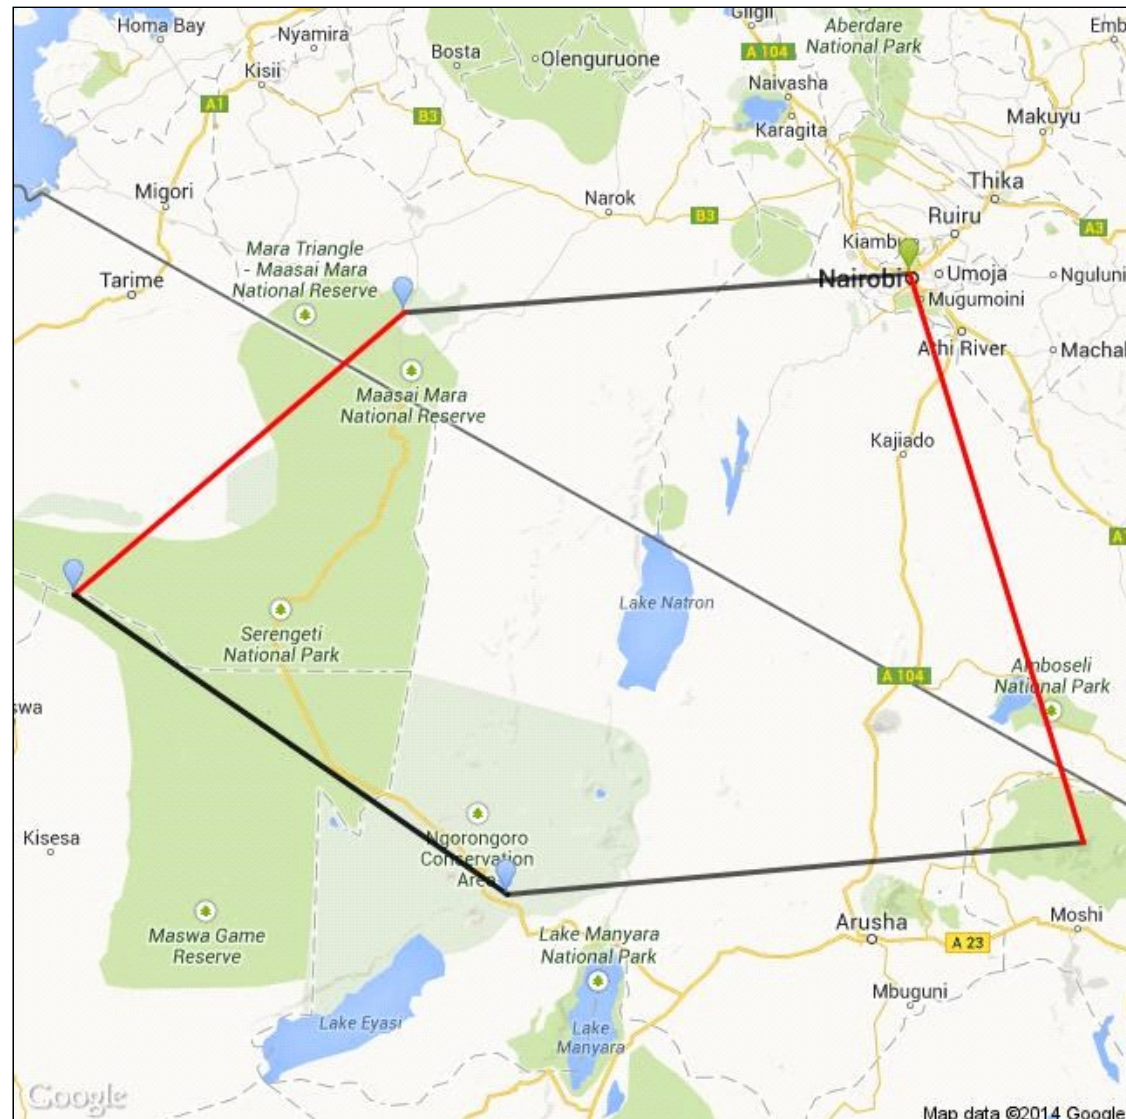 Homa Bay
Nyamira
Kisii
Bosta
Olenguruone
Gilgil
A 104
Aberdare
National Park
Emb
Naivasha
Karagita
Makuyu
A1
B3
Migori
Narok
B3
Thika
Ruiru
A3
Mara Triangle
- Maasai Mara
National Reserve
Kiambu
Tarime
Nairobi
Umoja
Nguluni
Mugumoini
Athi River
Machal
Maasai Mara
National Reserve
Kajiado
Lake Natron
Serengeti
National Park
A 104
Amboseli
National Park
swa
Kisesa
Ngorongoro
Conservation
Area
Maswa Game
Reserve
Lake Manyara
National Park
Arusha
A 23
Moshi
Mbuguni
Lake Eyasi
Lake
Manyara
Google
Map data ©2014 Google